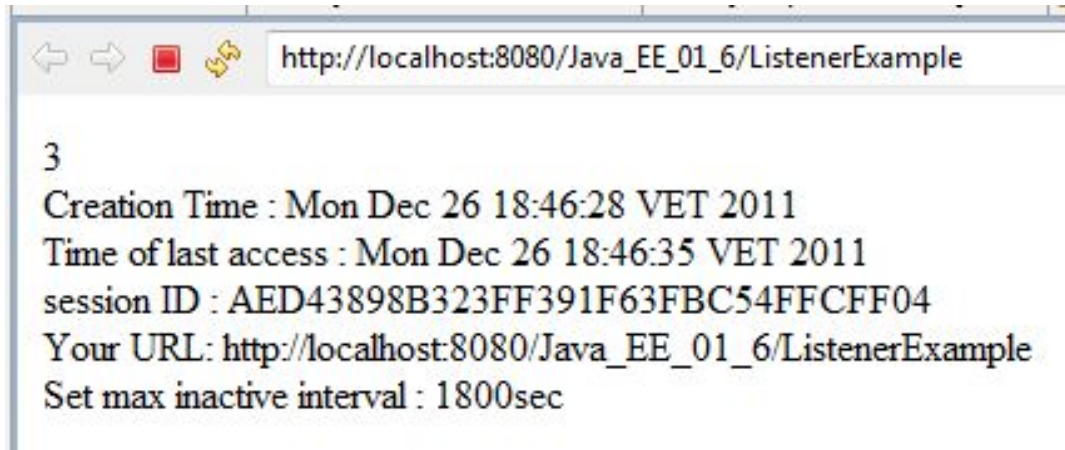 http://localhost:8080/Java_EE_01_6/ListenerExample
3
Creation Time : Mon Dec 26 18:46:28 VET 2011
Time of last access : Mon Dec 26 18:46:35 VET 2011
session ID : AED43898B323FF391F63FBC54FFCFF04
Your URL: http://localhost:8080/Java_EE_01_6/ListenerExample
Set max inactive interval : 1800sec